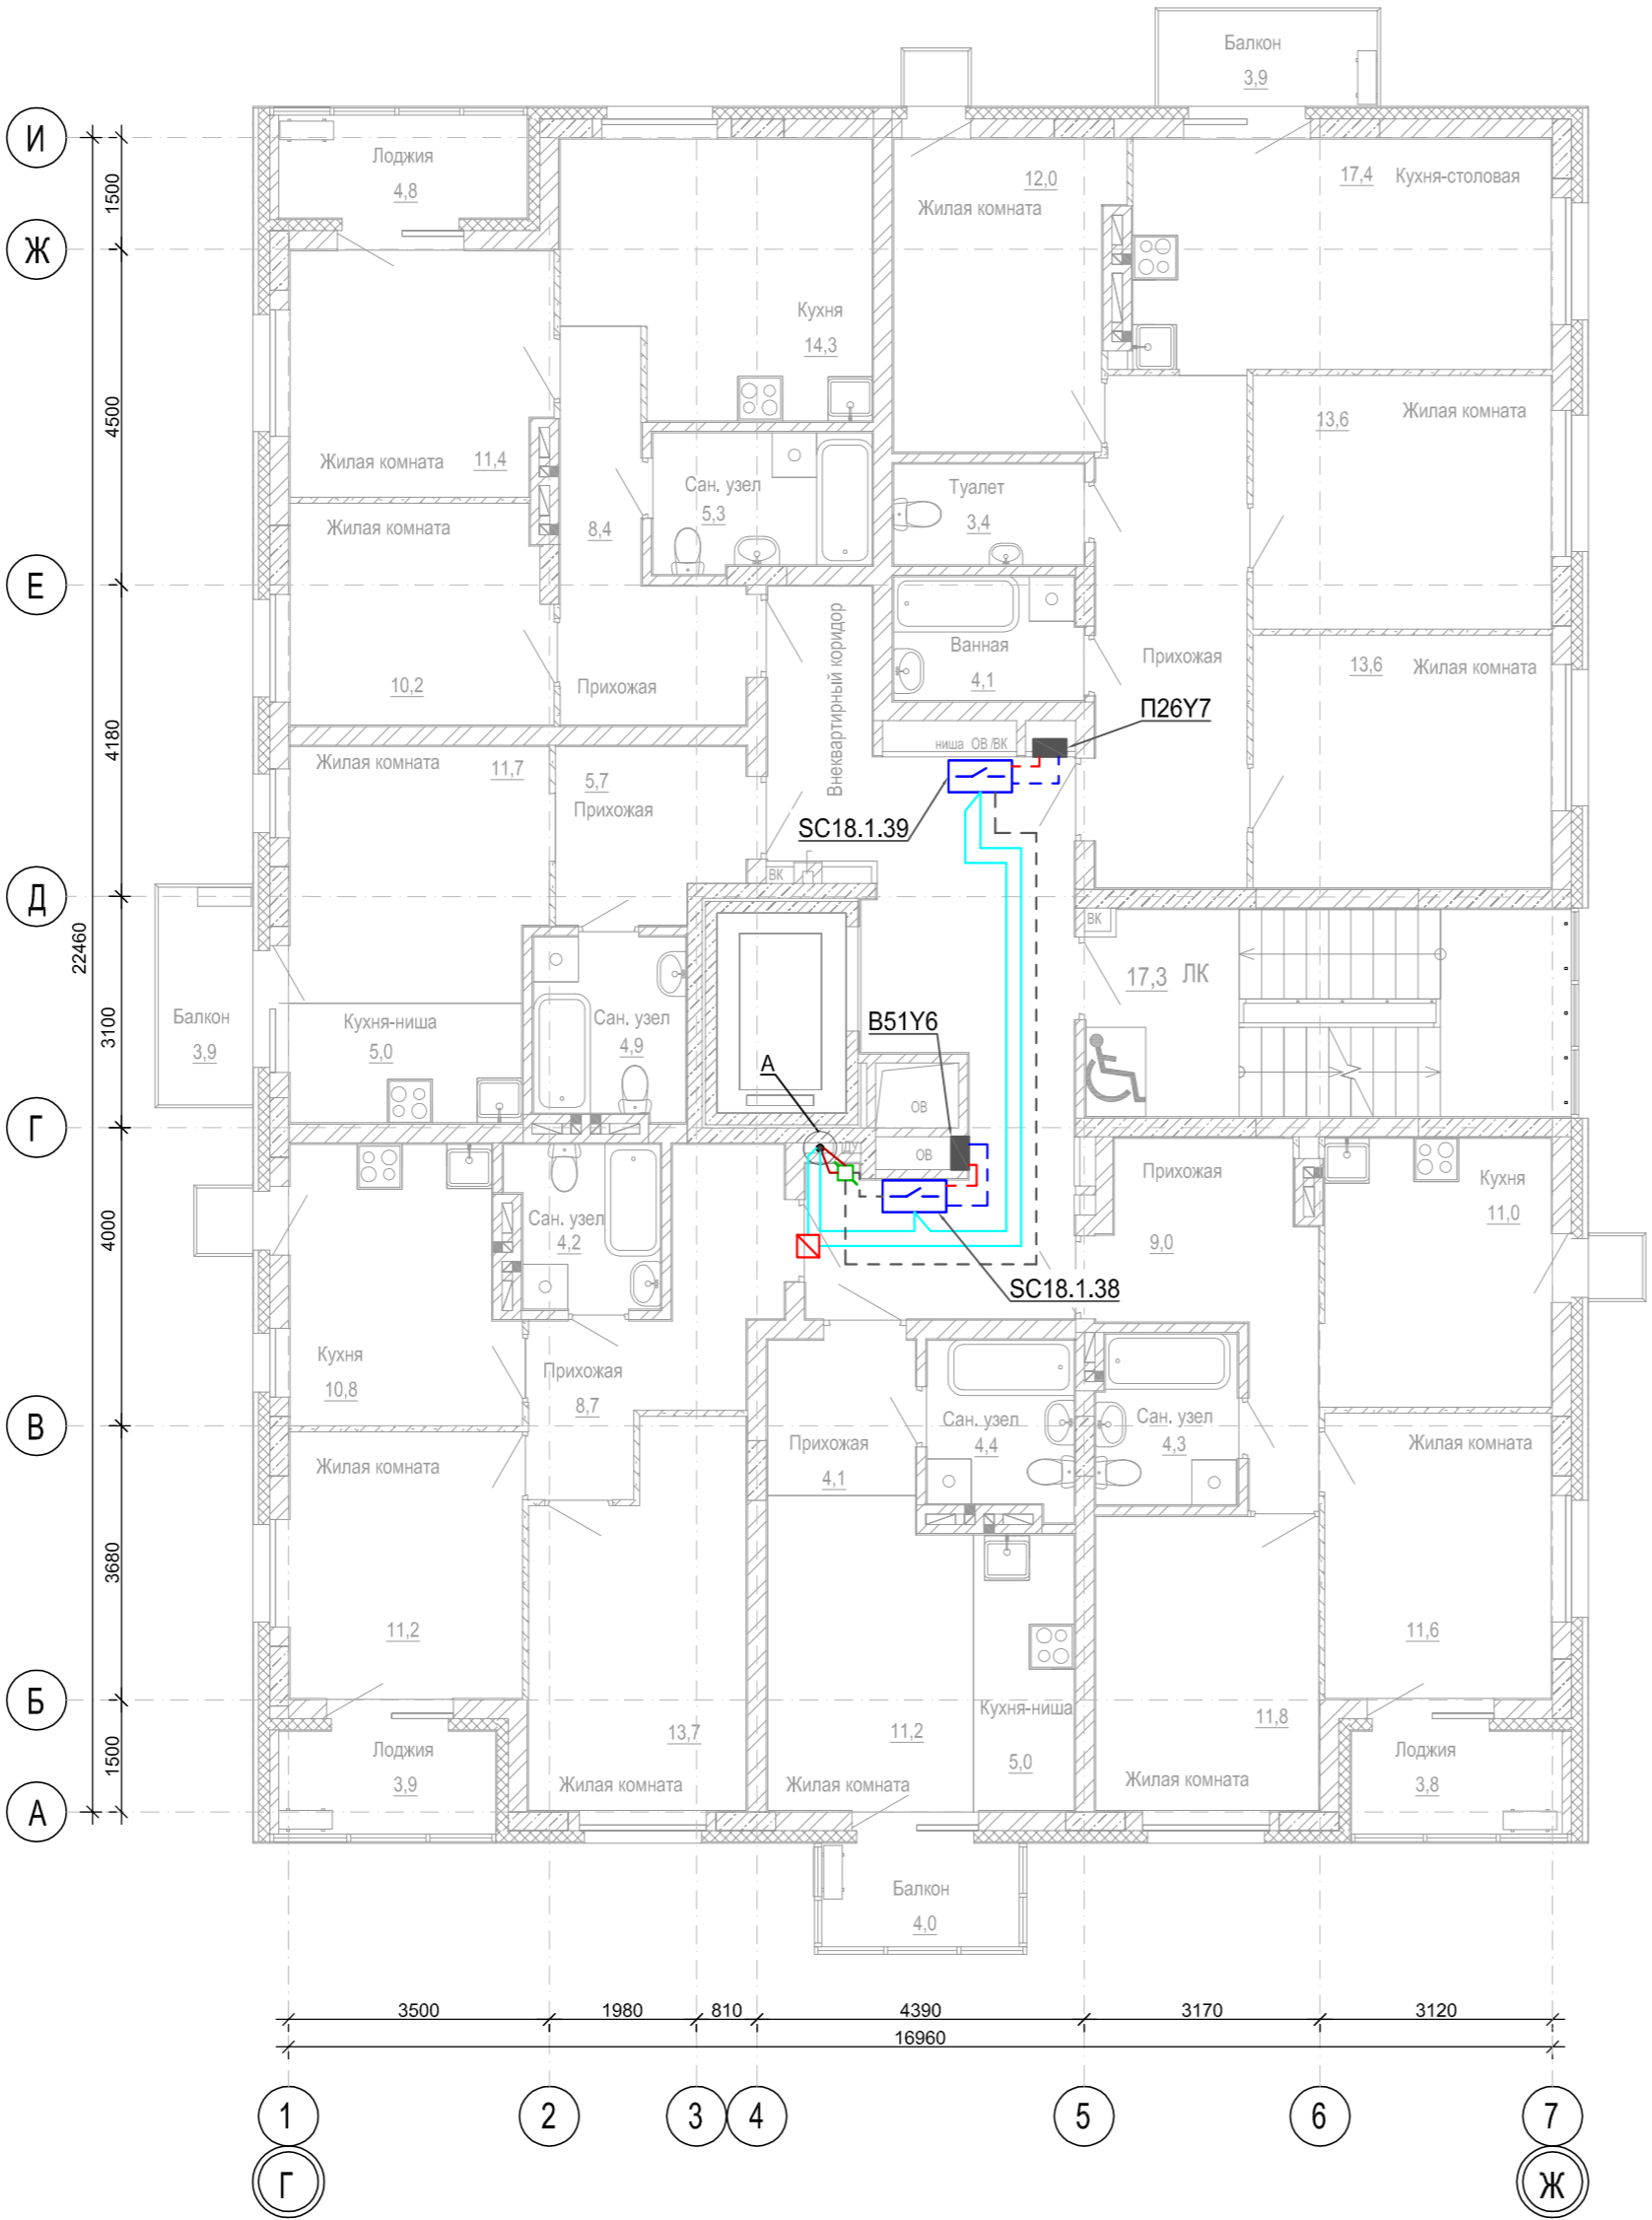 Балкон
3,9
И
Лоджия
4,8
1500
12,0
Жилая комната
17,4 Кухня-столовая
Ж
Кухня
14,3
4500
13,6 Жилая комната
Жилая комната 11,4
Сан. узел
5,3
Туалет
3,4
Жилая комната
8,4
Е
Внеквартирный коридор
Ванная
4,1
Прихожая
13,6 Жилая комната
10,2
Прихожая
П26Y7
4180
ниша ОВ/ВК
Жилая комната 11,7
5,7
Прихожая
SC18.1.39
ВК
Д
22460
ВК
17,3 ЛК
Балкон
3,9
Кухня-ниша
5,0
Сан. узел
4,9
3100
В51Y6
А
ОВ
Г
ОВ
Прихожая
Кухня
11,0
Сан. узел
4,2
4000
9,0
SC18.1.38
Кухня
10,8
Прихожая
8,7
В
Прихожая
4,1
Сан. узел
4,4
Сан. узел
4,3
Жилая комната
Жилая комната
3680
11,2
11,6
Б
13,7
11,2
Кухня-ниша
5,0
11,8
1500
Лоджия
3,9
Жилая комната
Жилая комната
Жилая комната
Лоджия
3,8
А
Балкон
4,0
3500 1980 810 4390 3170 3120
16960
1 2 3 4 5 6 7
Г Ж